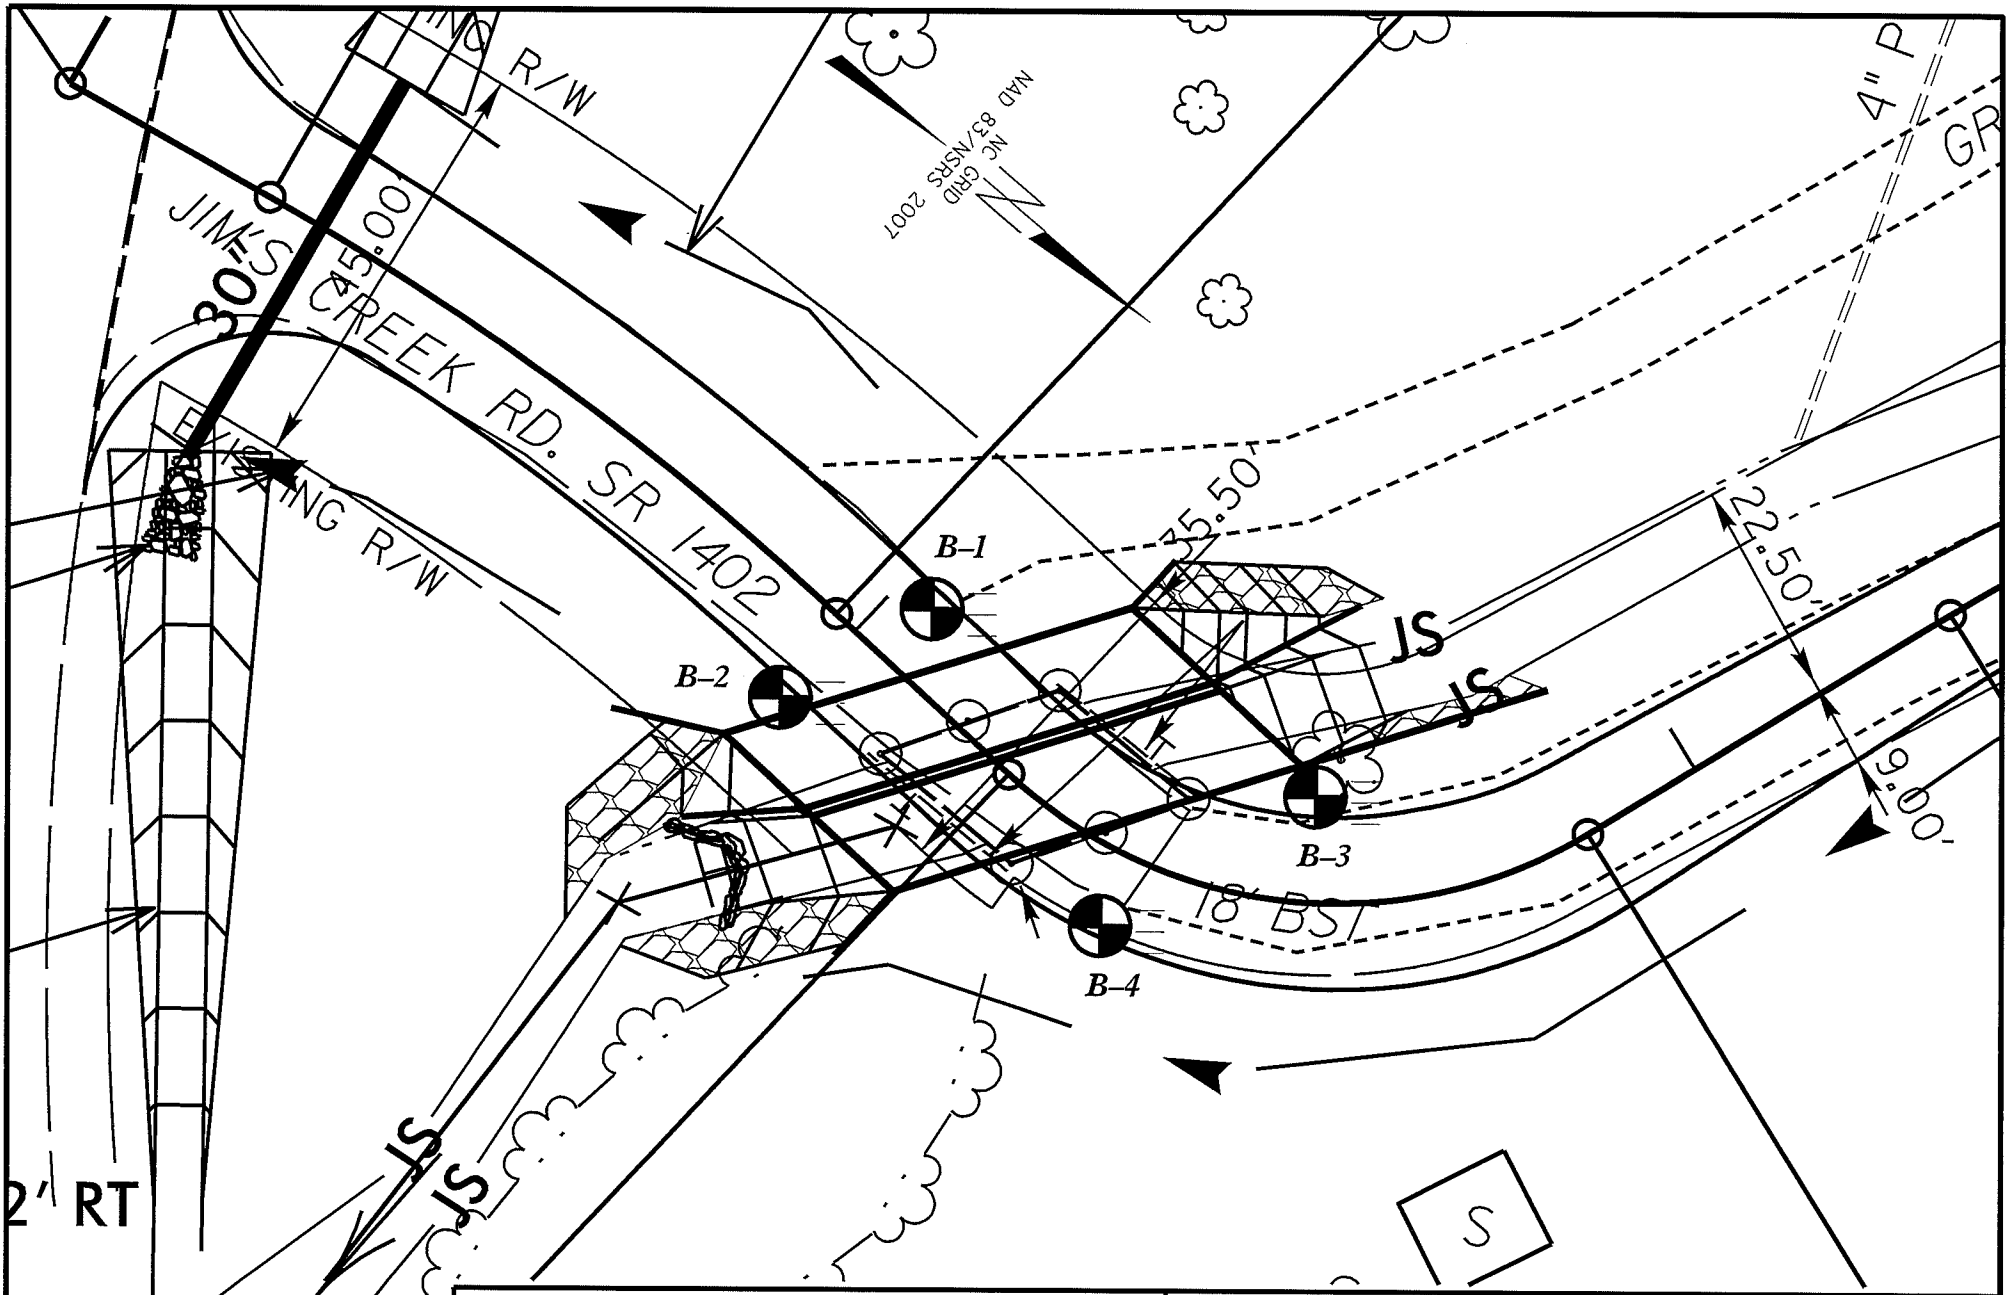 ING R/W
4" P
GR
NAD 83/NSRS 2007
NC GRID
N
JIM'S CREEK RD. SR 1402
45.00'
30"
EXISTING R/W
35.50'
B-1
B-2
22.50'
JS
JS
9.00'
B-3
18' BST
B-4
JS
JS
2' RT
S